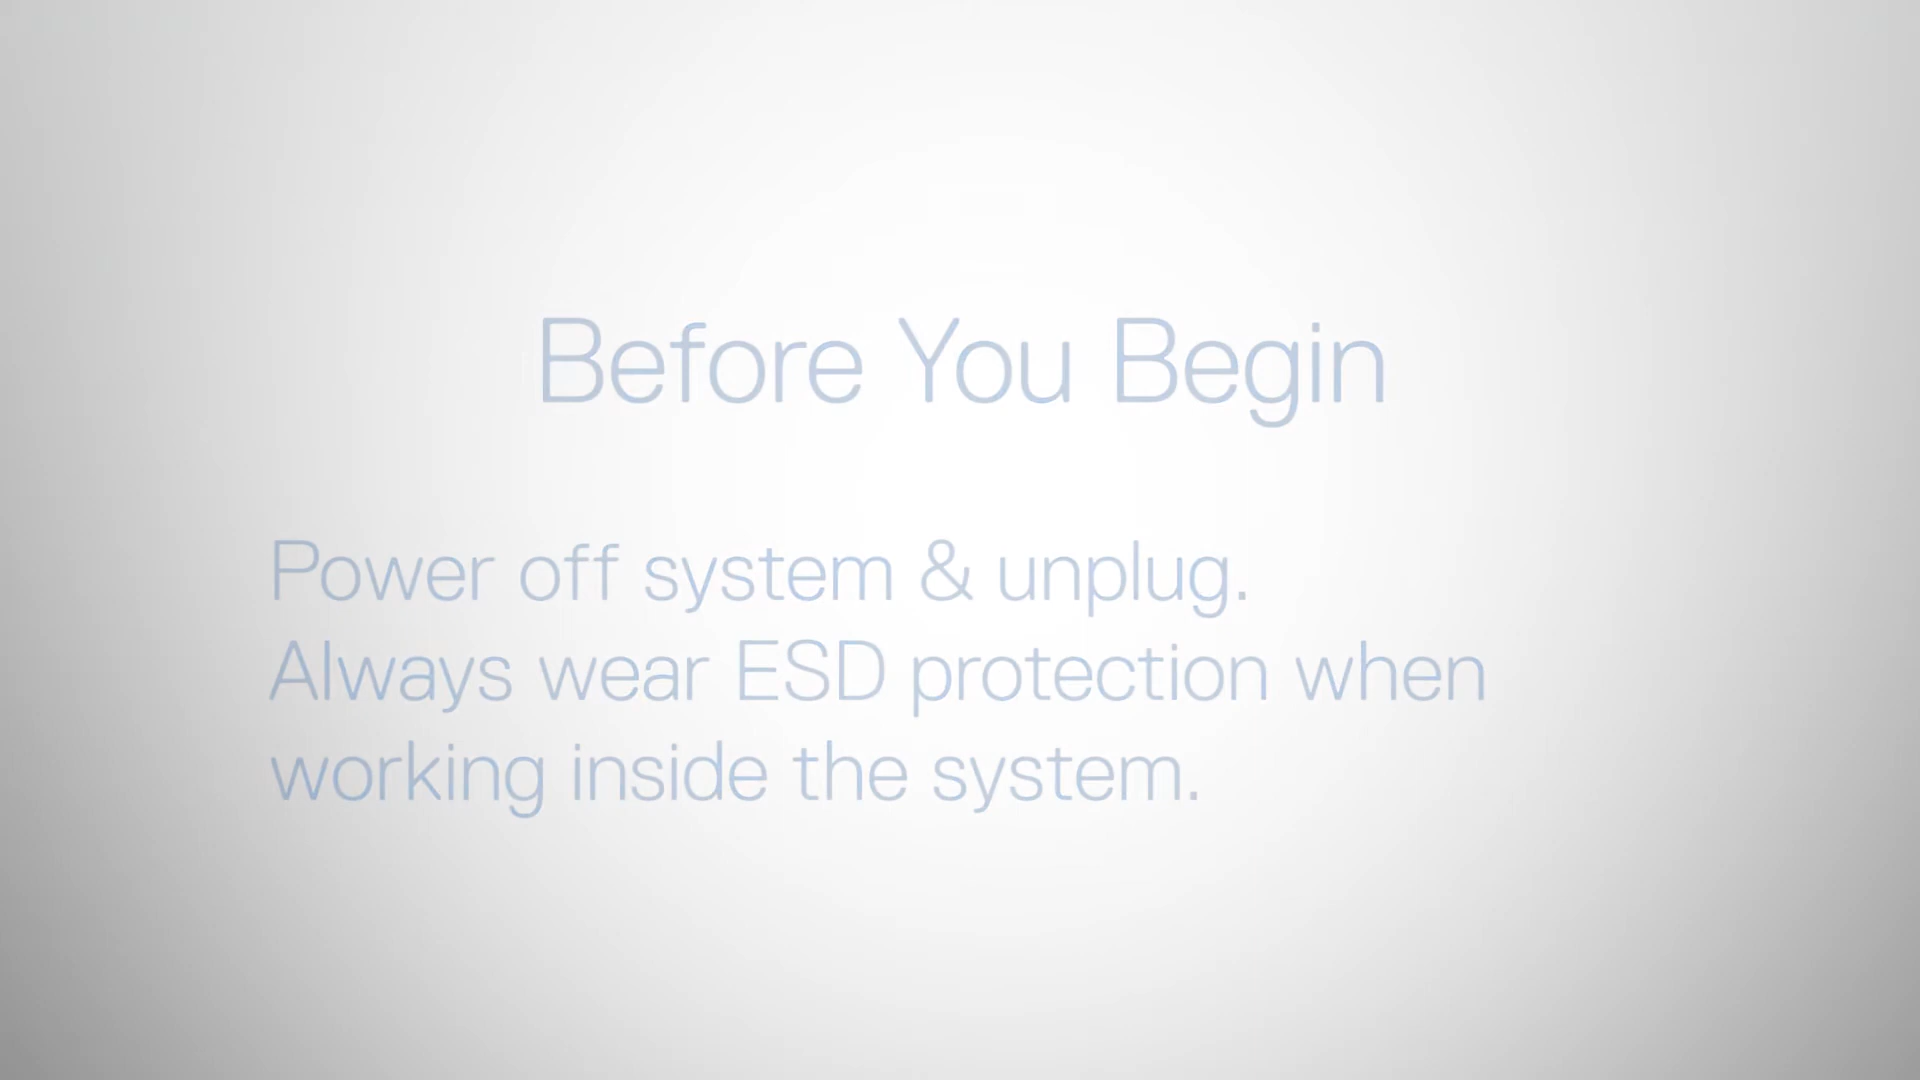 Before You Begin
Power off system & unplug.
Always wear ESD protection when
working inside the system.